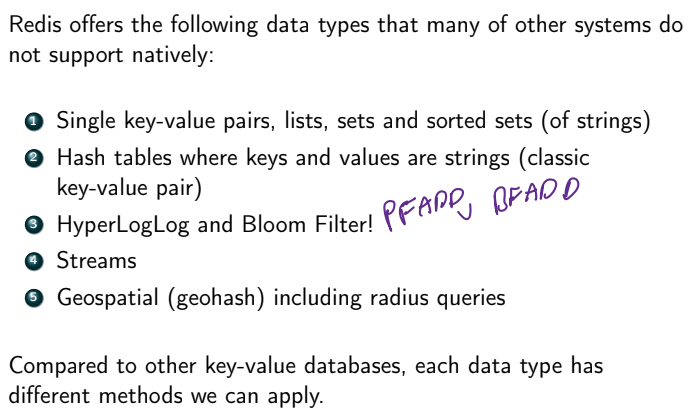 Redis offers the following data types that many of other systems do
not support natively:
1 Single key-value pairs, lists, sets and sorted sets (of strings)
2 Hash tables where keys and values are strings (classic
key-value pair)
3 HyperLogLog and Bloom Filter! PFADD, BFADD
4 Streams
5 Geospatial (geohash) including radius queries
Compared to other key-value databases, each data type has
different methods we can apply.